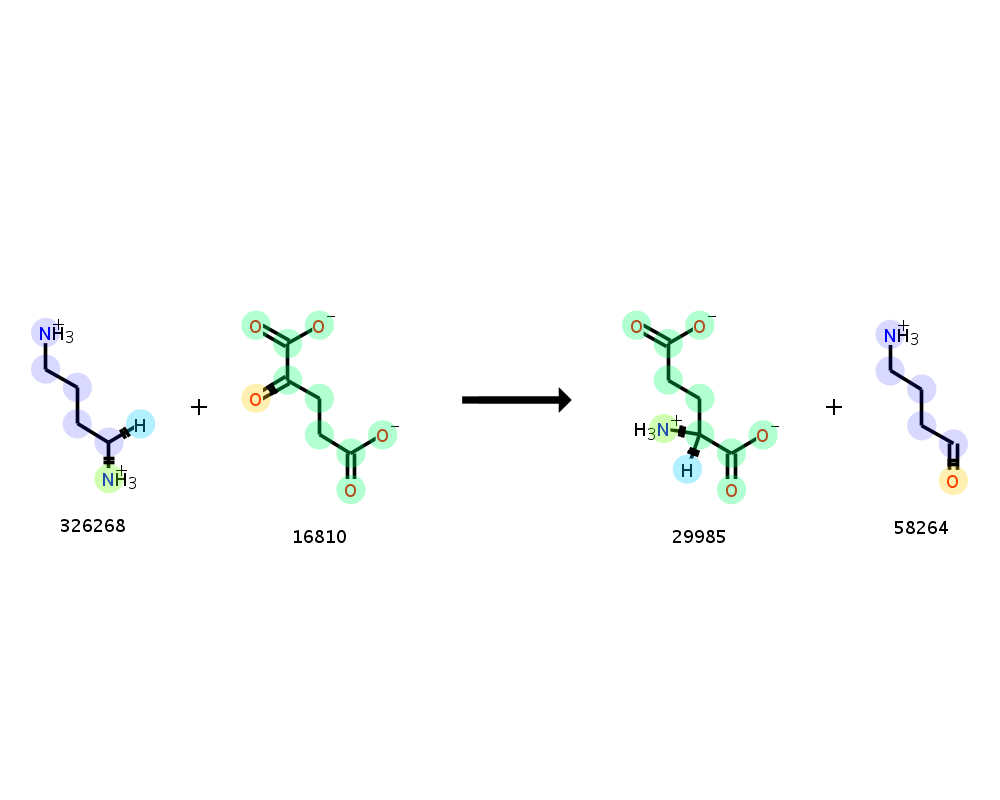 O O⁻ O O⁻
NH₃⁺ NH₃⁺
H + O O⁻ H₃N⁺ O⁻ +
NH₃⁺ O H O O
326268 16810 29985 58264